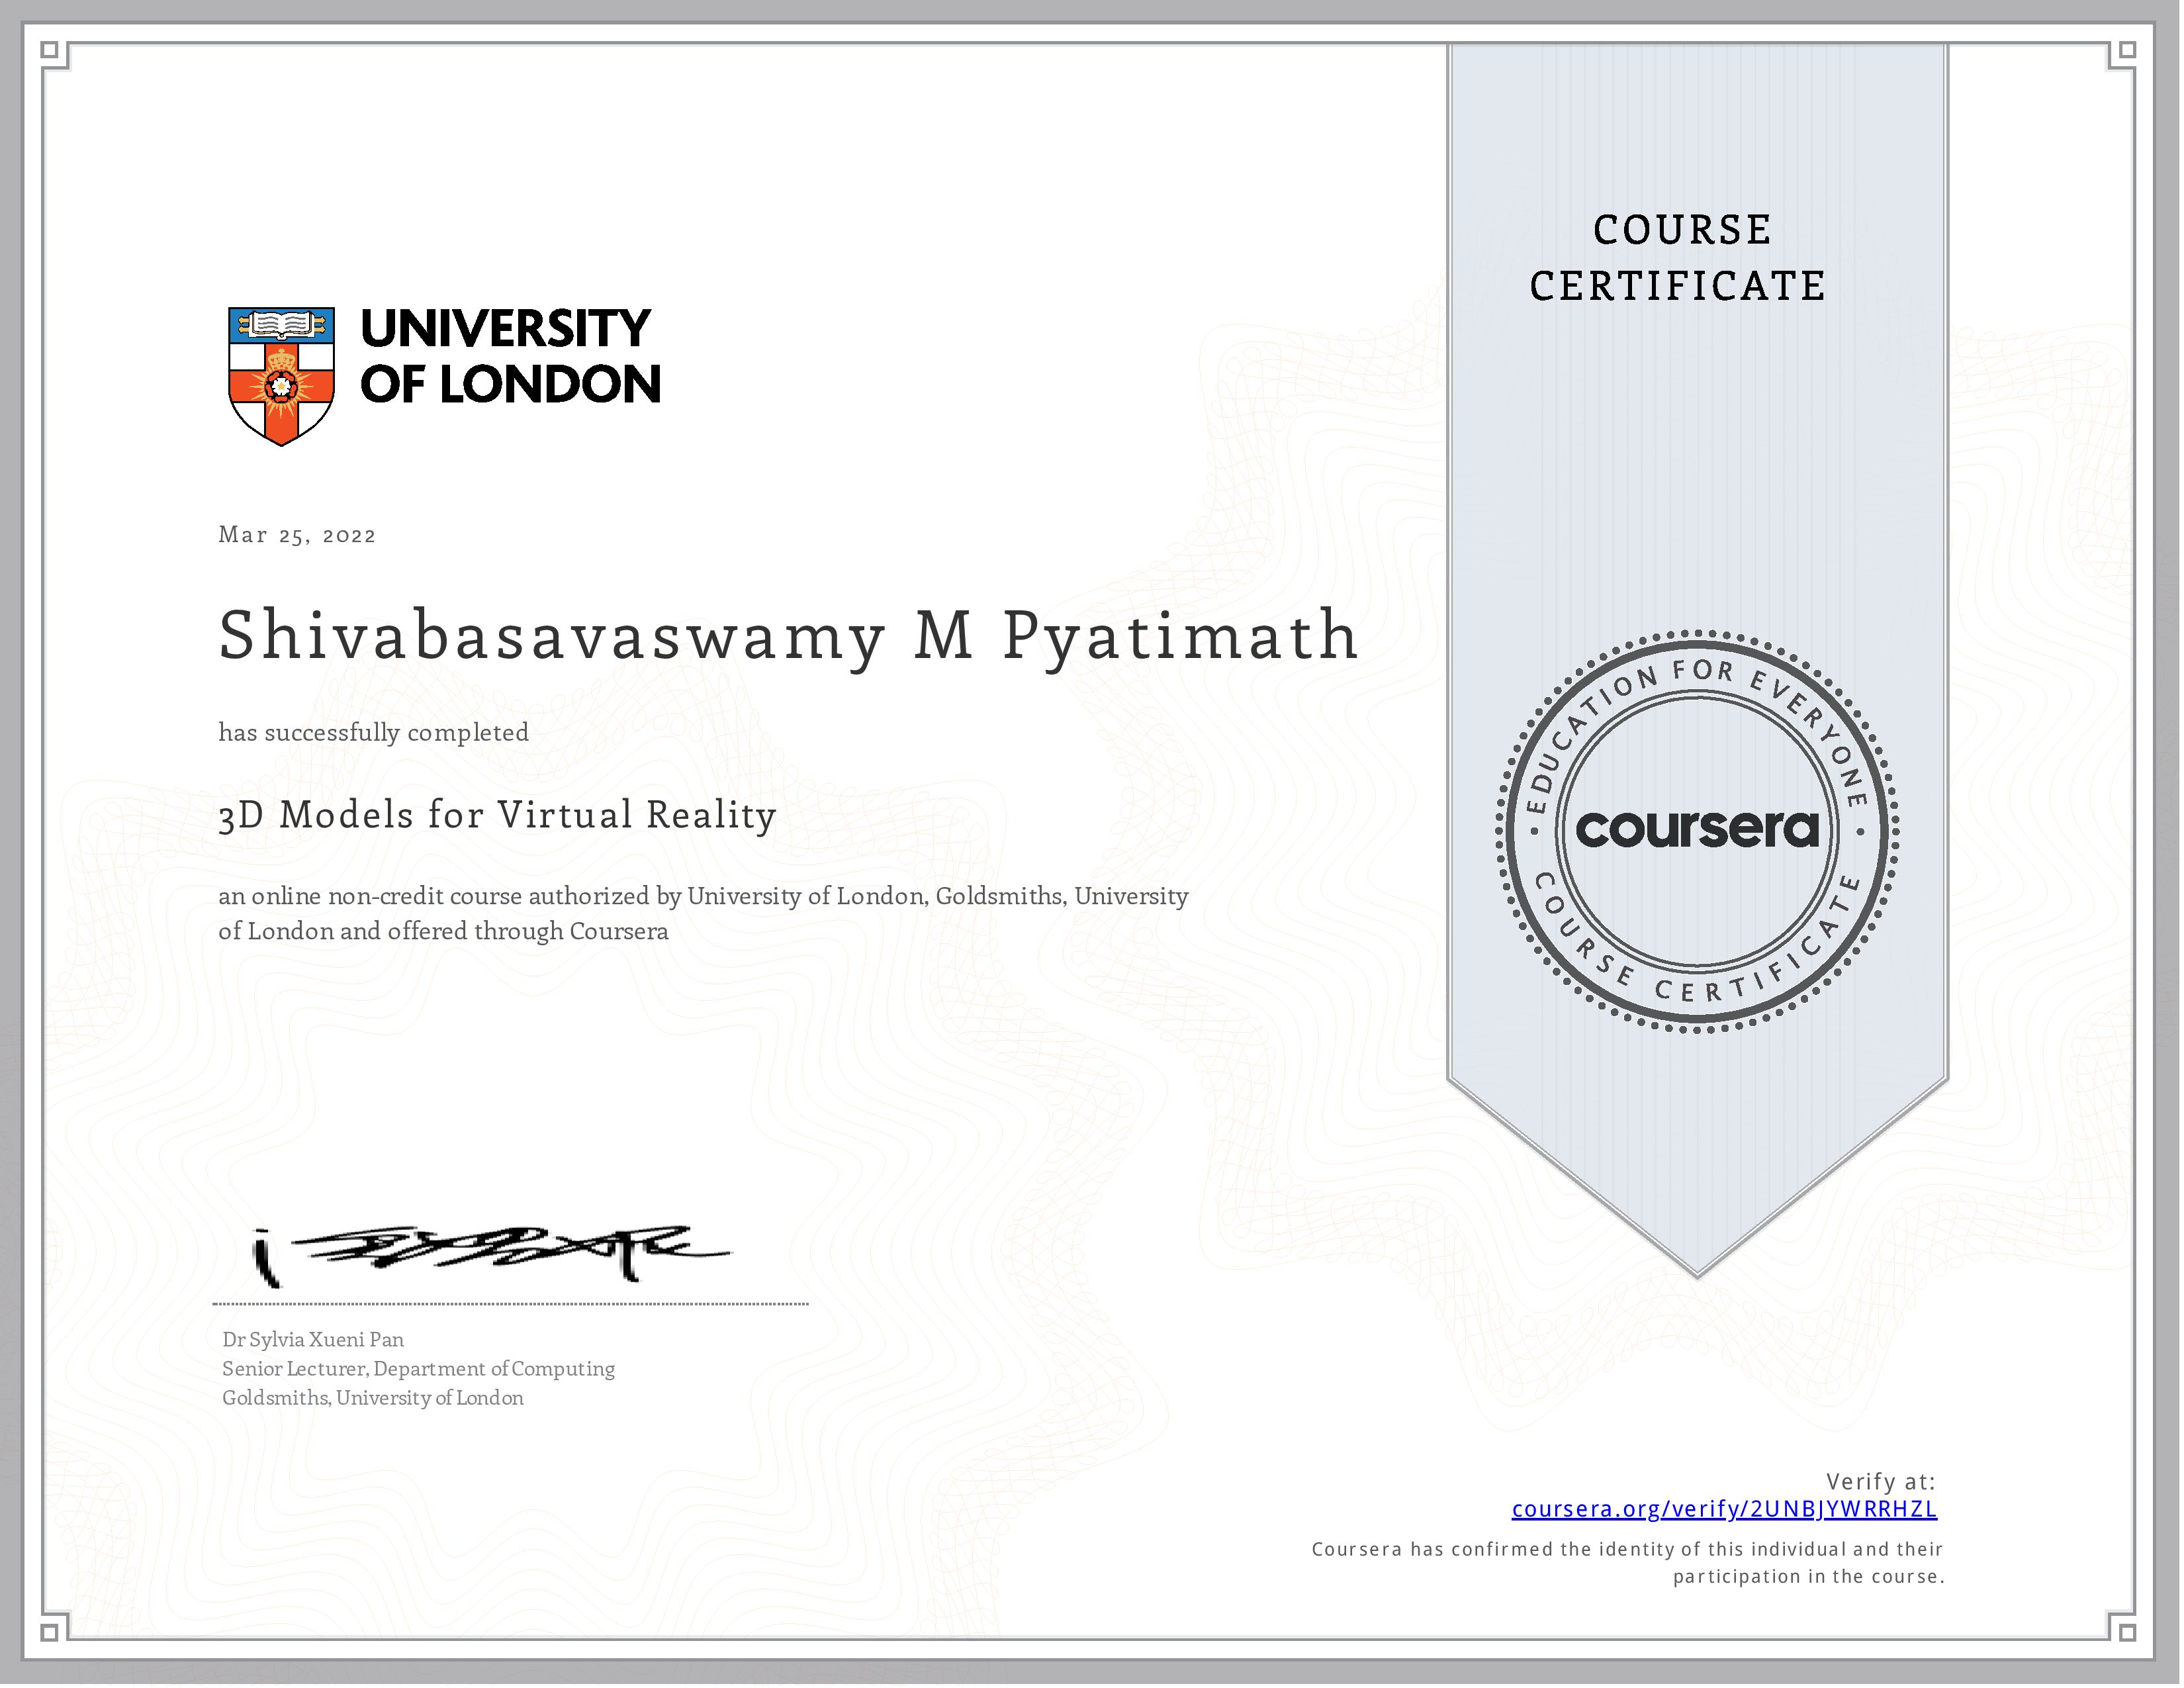 UNIVERSITY
OF LONDON
Mar 25, 2022
Shivabasavaswamy M Pyatimath
has successfully completed
3D Models for Virtual Reality
an online non-credit course authorized by University of London, Goldsmiths, University
of London and offered through Coursera
Dr Sylvia Xueni Pan
Senior Lecturer, Department of Computing
Goldsmiths, University of London
COURSE
CERTIFICATE
EDUCATION FOR EVERYONE
coursera
COURSE CERTIFICATE
Verify at:
coursera.org/verify/2UNBJYWRRHZL
Coursera has confirmed the identity of this individual and their
participation in the course.